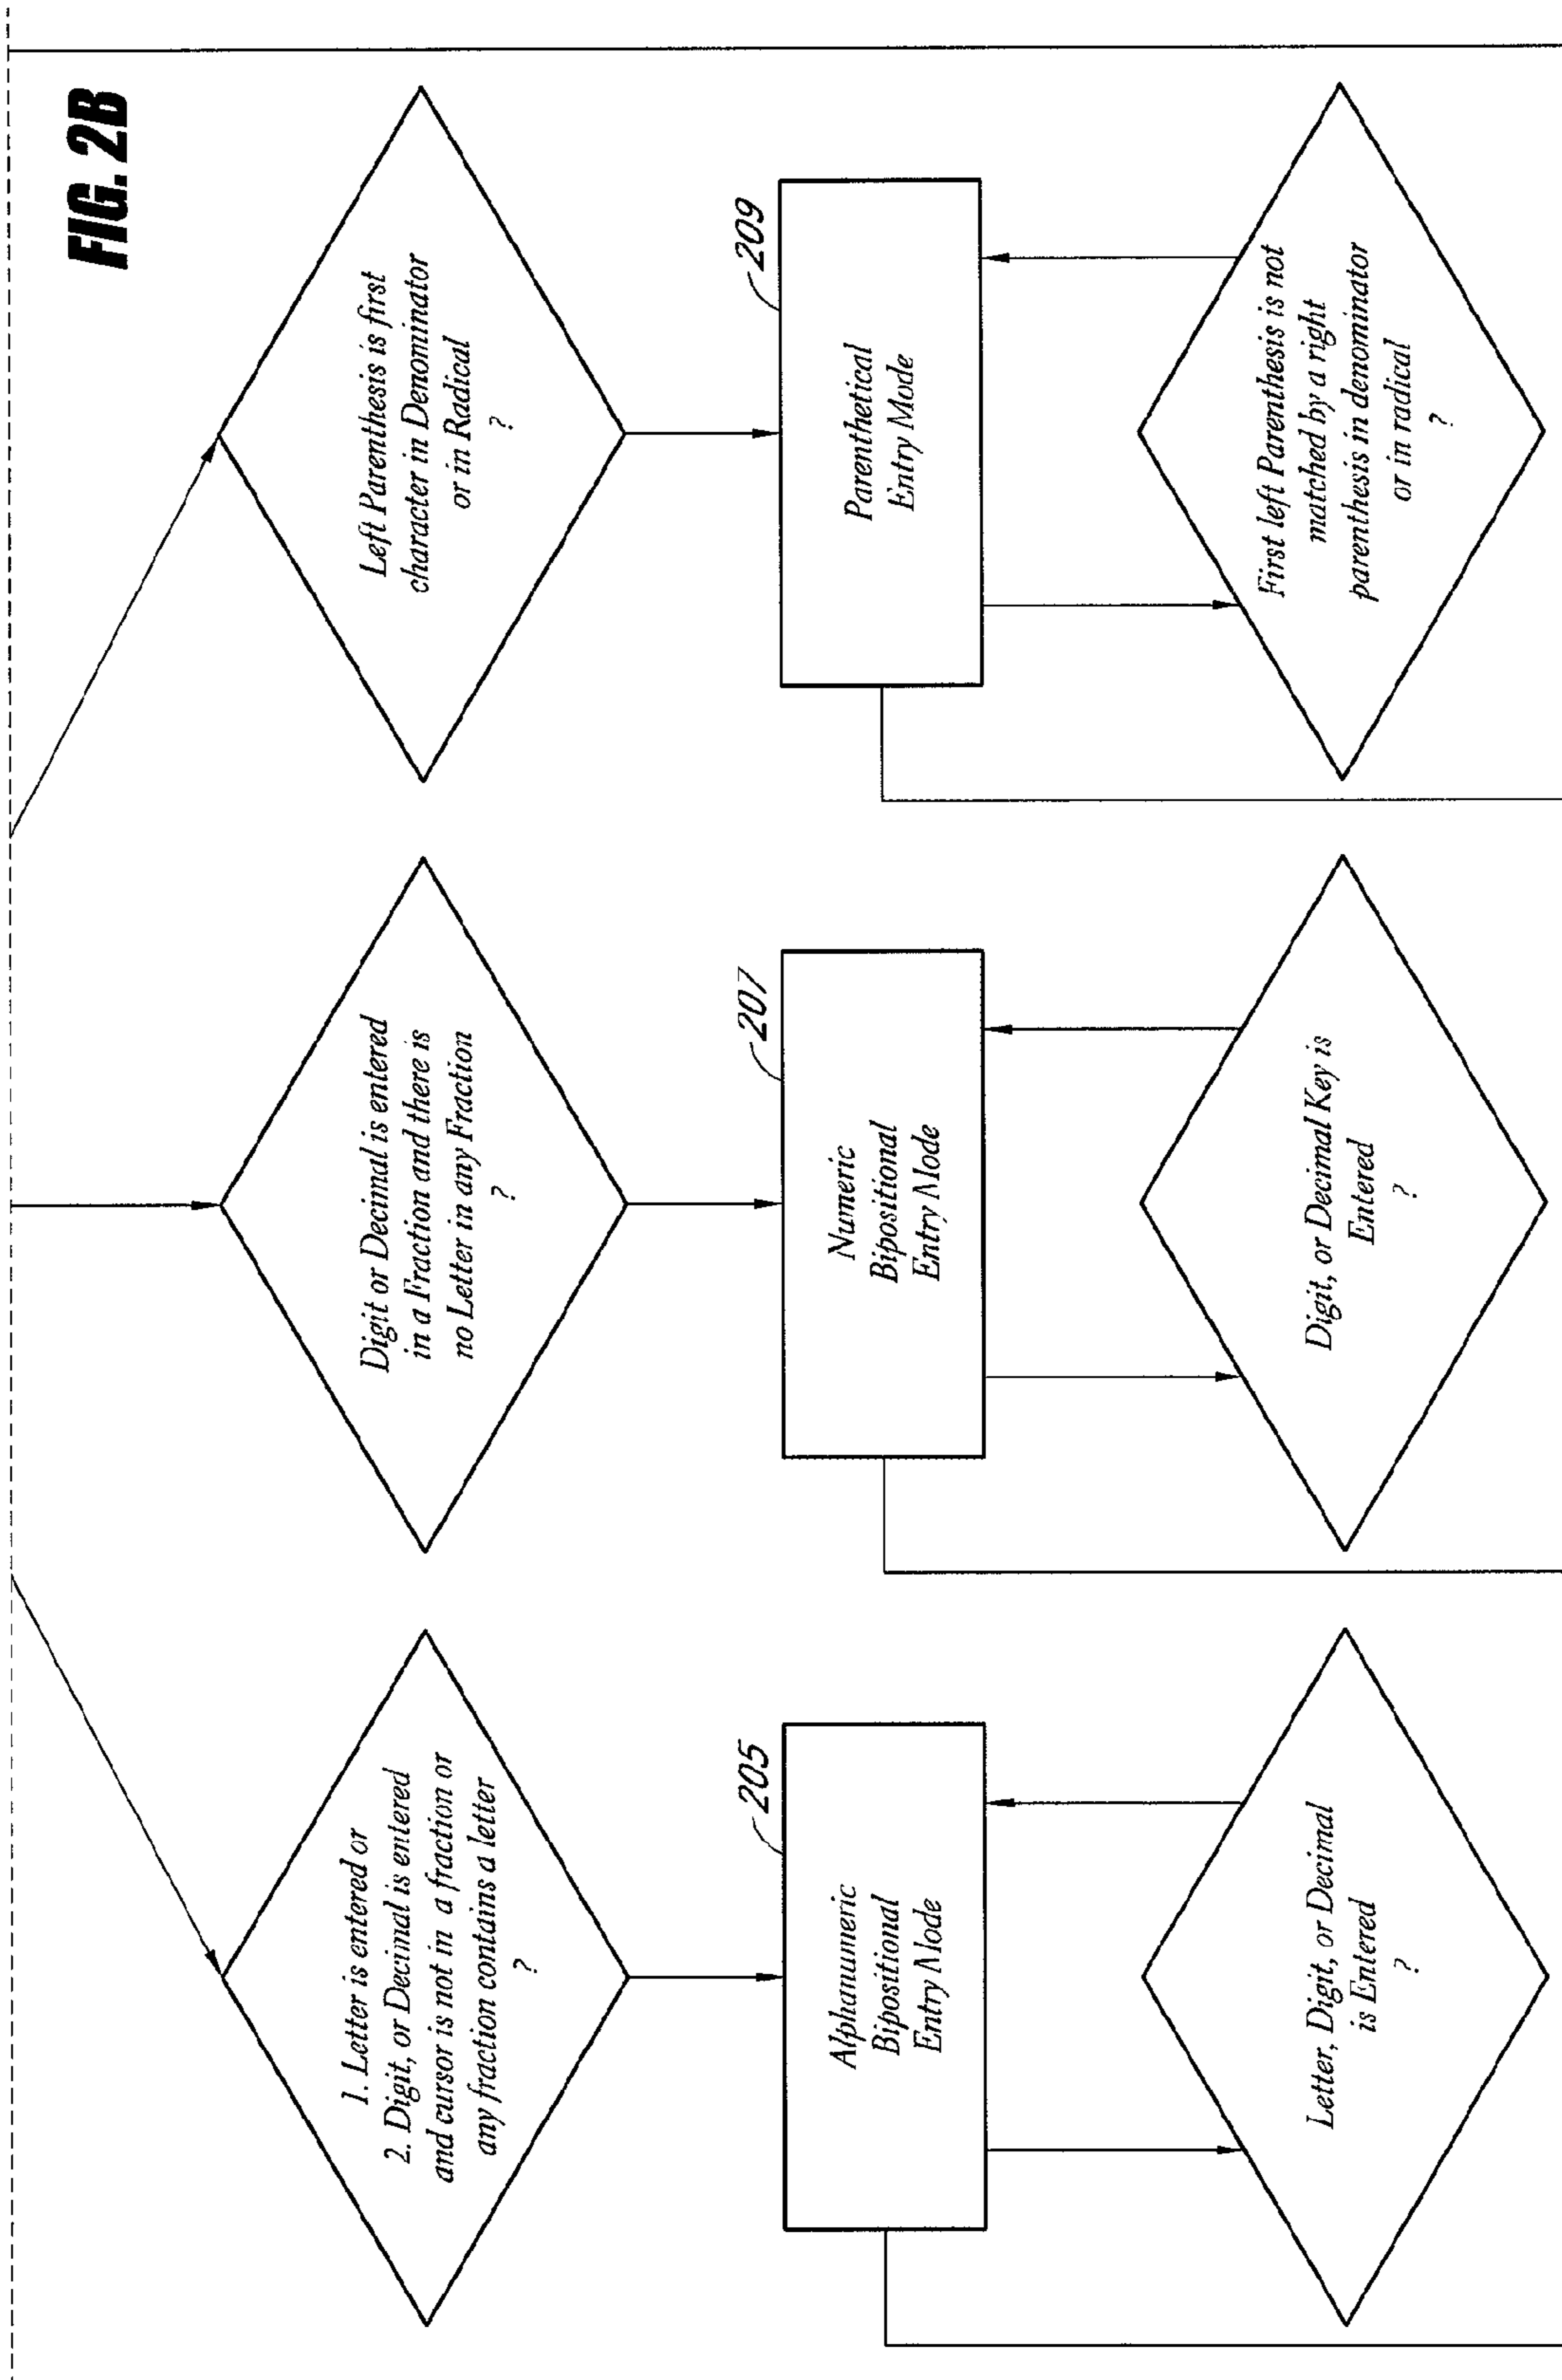 FIG. 2B
1. Letter is entered or
2. Digit, or Decimal is entered
and cursor is not in a fraction or
any fraction contains a letter
?
205
Alphanumeric
Bipositional
Entry Mode
Letter, Digit, or Decimal
is Entered
?
Digit or Decimal is entered
in a Fraction and there is
no Letter in any Fraction
?
207
Numeric
Bipositional
Entry Mode
Digit, or Decimal Key is
Entered
?
Left Parenthesis is first
character in Denominator
or in Radical
?
209
Parenthetical
Entry Mode
First left Parenthesis is not
matched by a right
parenthesis in denominator
or in radical
?